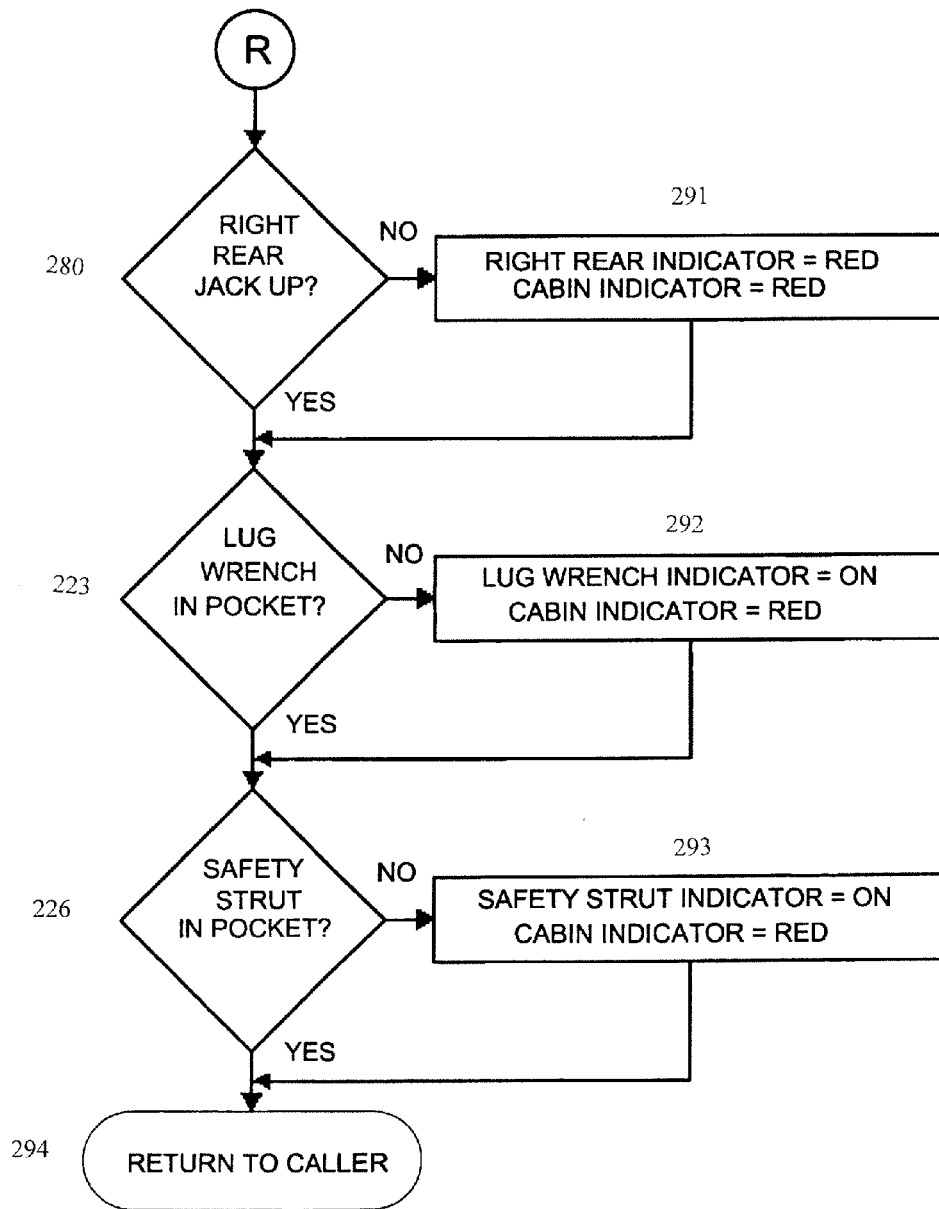 R
291
RIGHT
REAR
JACK UP?
NO
280
RIGHT REAR INDICATOR = RED
CABIN INDICATOR = RED
YES
292
LUG
WRENCH
IN POCKET?
NO
223
LUG WRENCH INDICATOR = ON
CABIN INDICATOR = RED
YES
293
SAFETY
STRUT
IN POCKET?
NO
226
SAFETY STRUT INDICATOR = ON
CABIN INDICATOR = RED
YES
294
RETURN TO CALLER